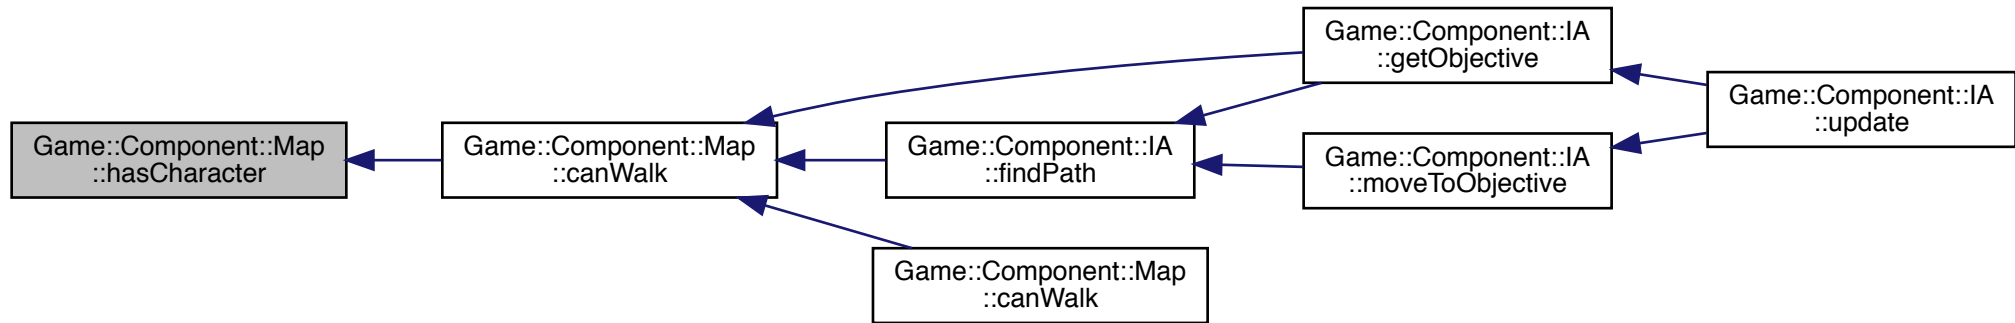 Game::Component::Map
::hasCharacter
Game::Component::Map
::canWalk
Game::Component::IA
::findPath
Game::Component::Map
::canWalk
Game::Component::IA
::getObjective
Game::Component::IA
::moveToObjective
Game::Component::IA
::update